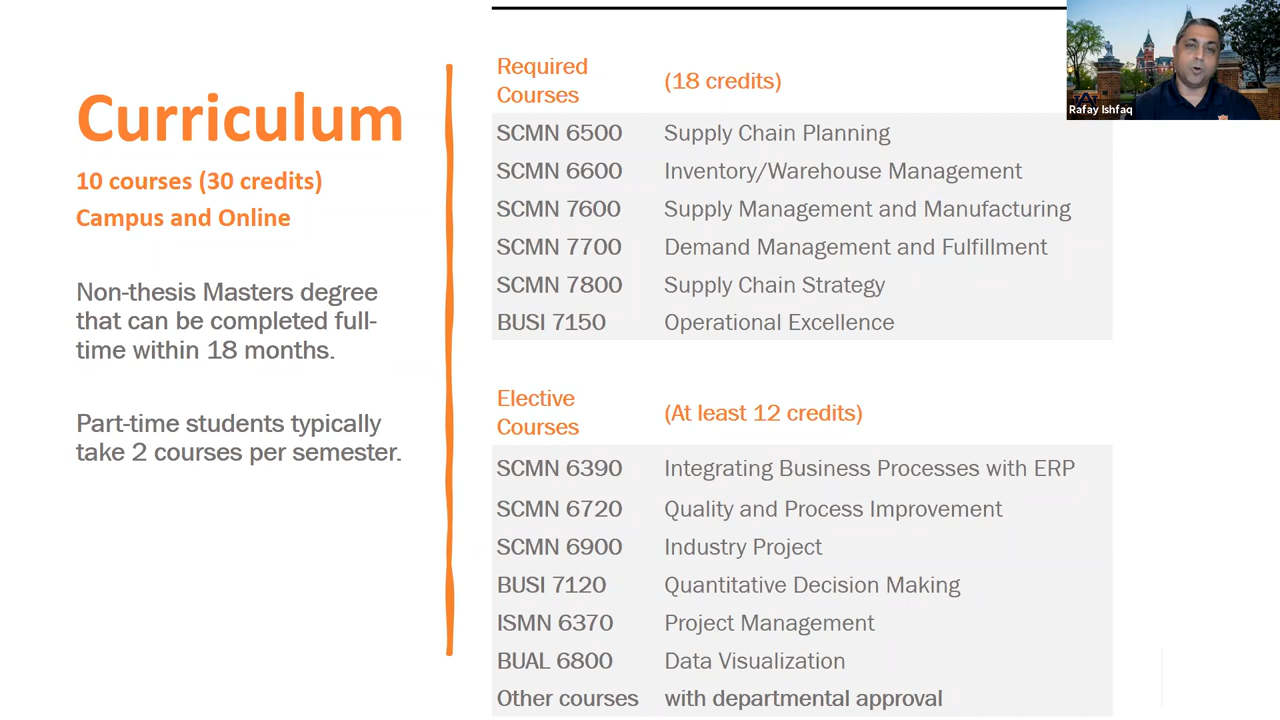 Curriculum
10 courses (30 credits)
Campus and Online
Non-thesis Masters degree
that can be completed full-
time within 18 months.
Part-time students typically
take 2 courses per semester.
Required
Courses
(18 credits)
SCMN 6500 Supply Chain Planning
SCMN 6600 Inventory/Warehouse Management
SCMN 7600 Supply Management and Manufacturing
SCMN 7700 Demand Management and Fulfillment
SCMN 7800 Supply Chain Strategy
BUSI 7150 Operational Excellence
Elective
Courses
(At least 12 credits)
SCMN 6390 Integrating Business Processes with ERP
SCMN 6720 Quality and Process Improvement
SCMN 6900 Industry Project
BUSI 7120 Quantitative Decision Making
ISMN 6370 Project Management
BUAL 6800 Data Visualization
Other courses with departmental approval
Rafay Ishfaq